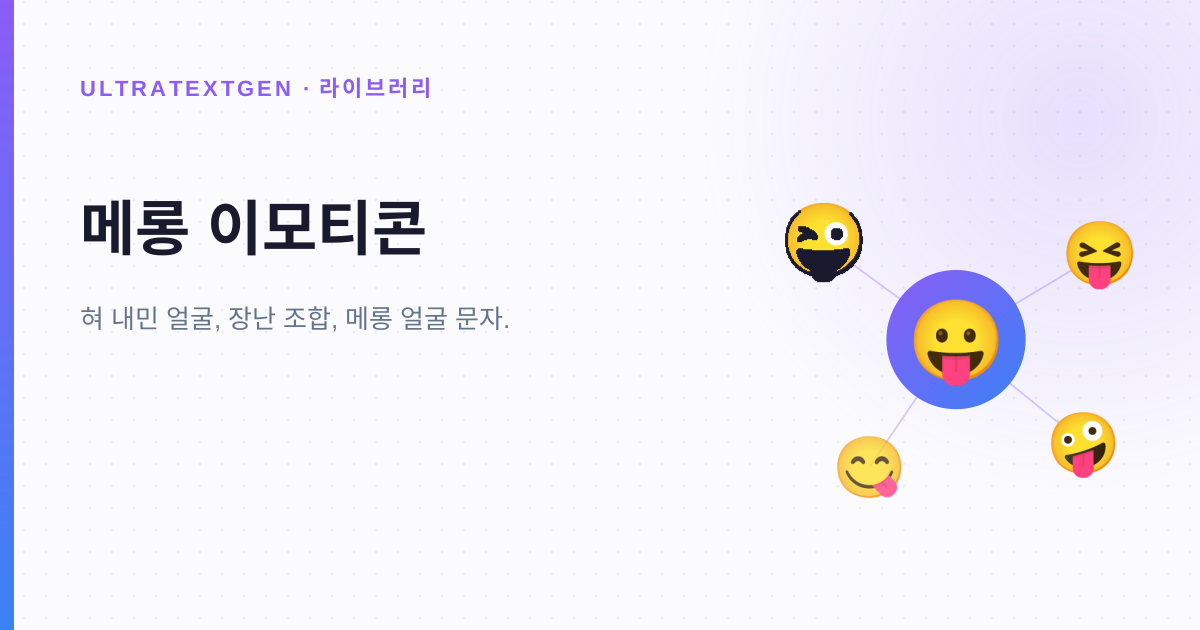 ULTRATEXTGEN · 라이브러리
메롱 이모티콘
혀 내민 얼굴, 장난 조합, 메롱 얼굴 문자.